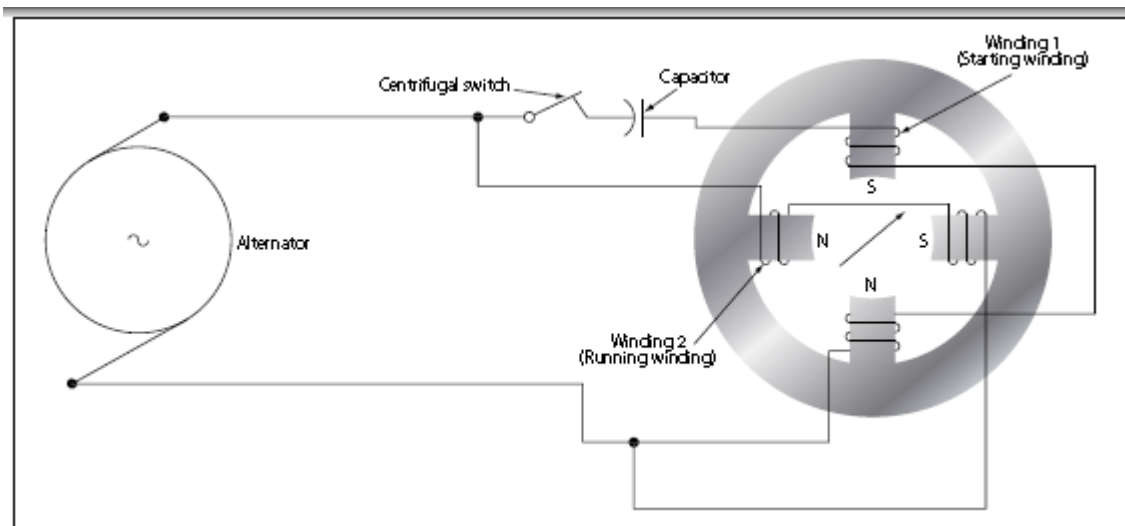 Winding 1
(Starting winding)
Centrifugal switch
Capacitor
S
Alternator
N
S
N
Winding 2
(Running winding)